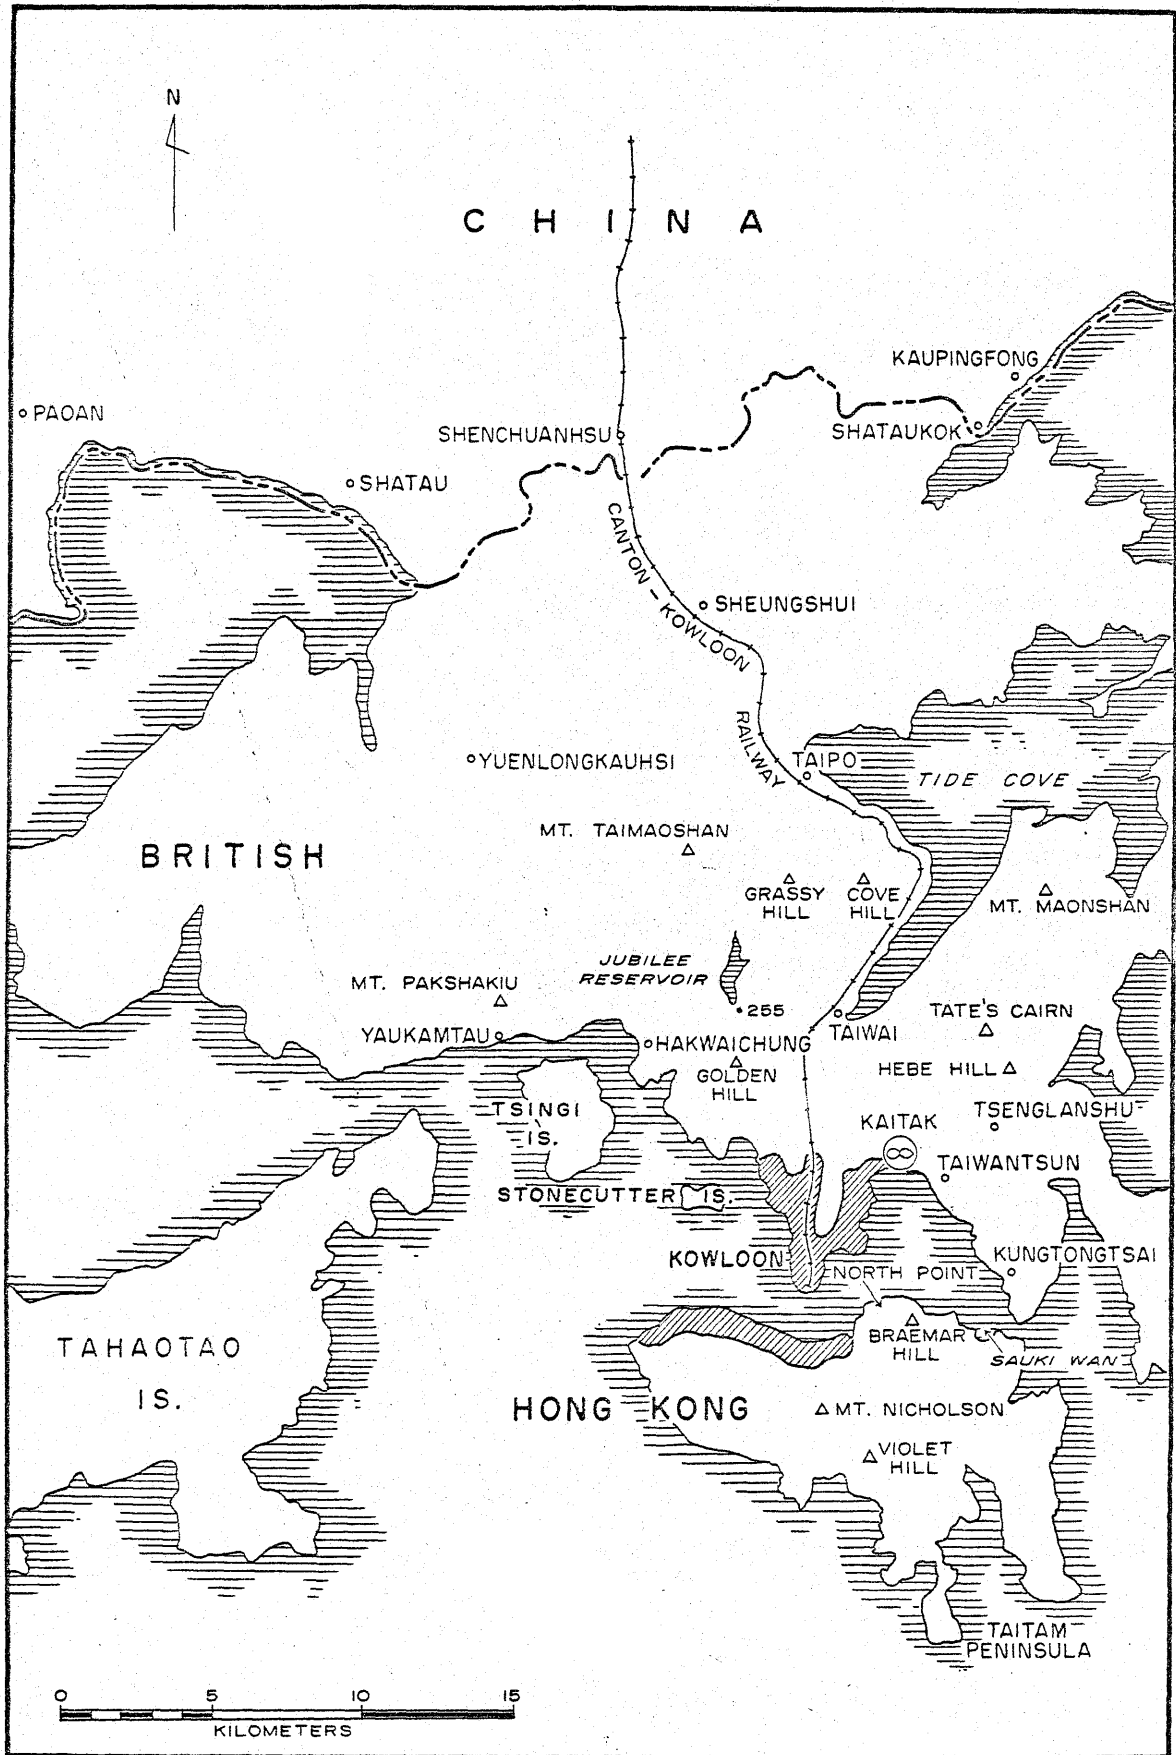 N
CHINA
KAUPINGFONG
PAOAN
SHENCHUANHSU
SHATAUKOK
SHATAU
CANTON – KOWLOON
RAILWAY
SHEUNGSHUI
YUENLONGKAUHSI
TAIPO
TIDE COVE
MT. TAIMAOSHAN
BRITISH
GRASSY
HILL
COVE
HILL
MT. MAONSHAN
JUBILEE
RESERVOIR
MT. PAKSHAKIU
255
TAIWAI
TATE'S CAIRN
YAUKAMTAU
HAKWAICHUNG
GOLDEN
HILL
HEBE HILL
TSINGI
IS.
TSENGLANSHU
KAITAK
TAIWANTSUN
STONECUTTER IS.
KOWLOON
KUNGTONGTSAI
NORTH POINT
BRAEMAR
HILL
SAUKI WAN
TAHAOTAO
IS.
HONG KONG
MT. NICHOLSON
VIOLET
HILL
TAITAM
PENINSULA
0 5 10 15
KILOMETERS